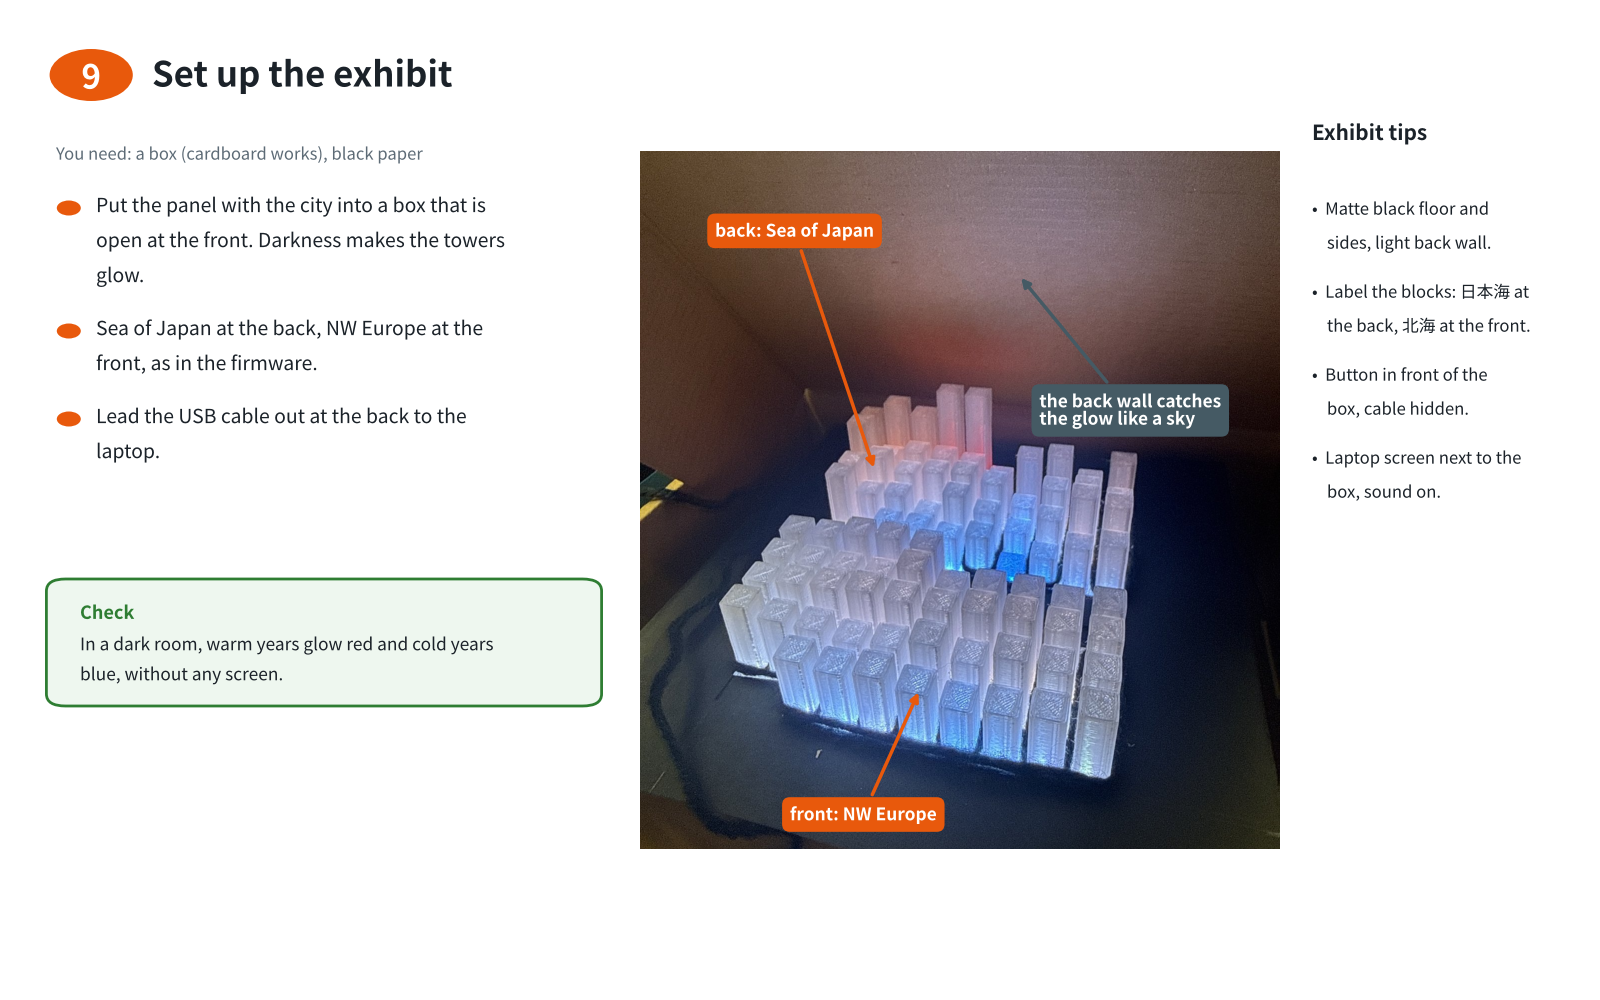 9 Set up the exhibit
You need: a box (cardboard works), black paper
Put the panel with the city into a box that is
open at the front. Darkness makes the towers
glow.
Sea of Japan at the back, NW Europe at the
front, as in the firmware.
Lead the USB cable out at the back to the
laptop.
Check
In a dark room, warm years glow red and cold years
blue, without any screen.
back: Sea of Japan
the back wall catches
the glow like a sky
front: NW Europe
Exhibit tips
• Matte black floor and
sides, light back wall.
• Label the blocks: 日本海 at
the back, 北海 at the front.
• Button in front of the
box, cable hidden.
• Laptop screen next to the
box, sound on.